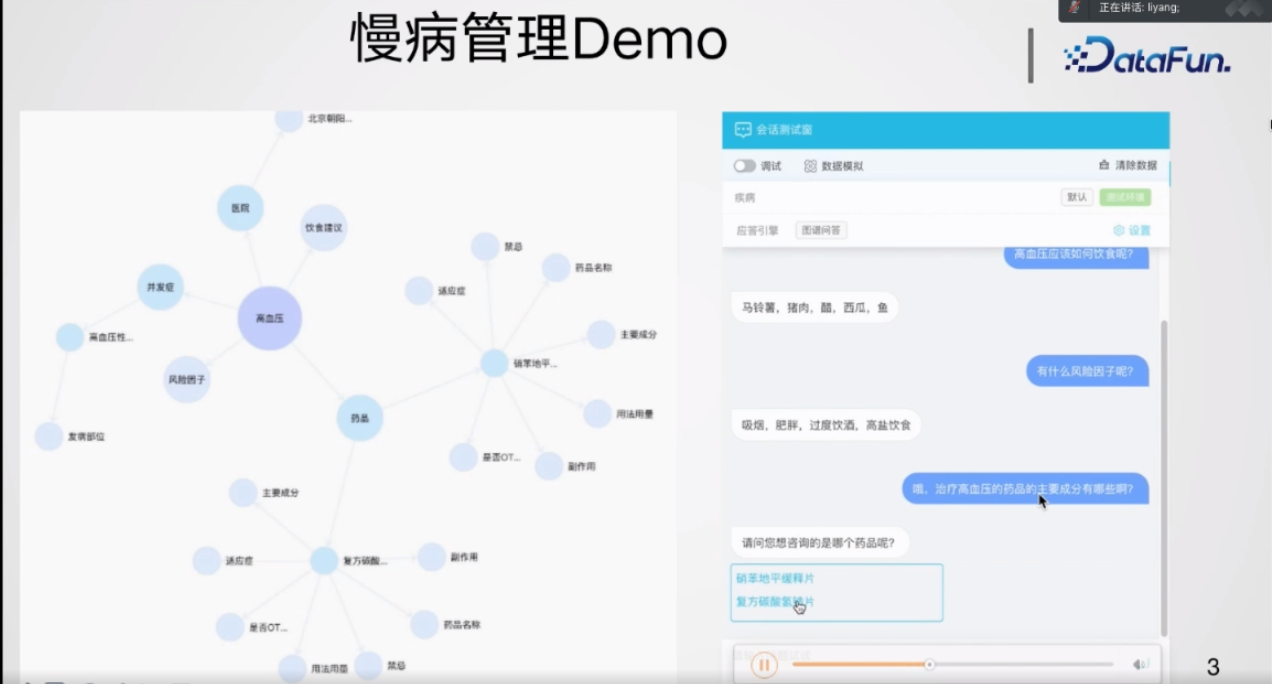 慢病管理Demo
正在讲话: liyang;
DataFun.
北京朝阳...
医院
饮食建议
并发症
高血压
高血压性...
风险因子
发病部位
药品
禁忌
药品名称
适应症
主要成分
硝苯地平...
用法用量
是否OT...
副作用
主要成分
适应症
复方碳酸...
副作用
是否OT...
药品名称
用法用量
禁忌
会话测试窗
调试
数据模拟
清除数据
疾病
默认
测试环境
应答引擎
图谱问答
设置
高血压应该如何饮食呢?
马铃薯，猪肉，醋，西瓜，鱼
有什么风险因子呢?
吸烟，肥胖，过度饮酒，高盐饮食
哦，治疗高血压的药品的主要成分有哪些啊?
请问您想咨询的是哪个药品呢?
硝苯地平缓释片
复方碳酸氢
片
3